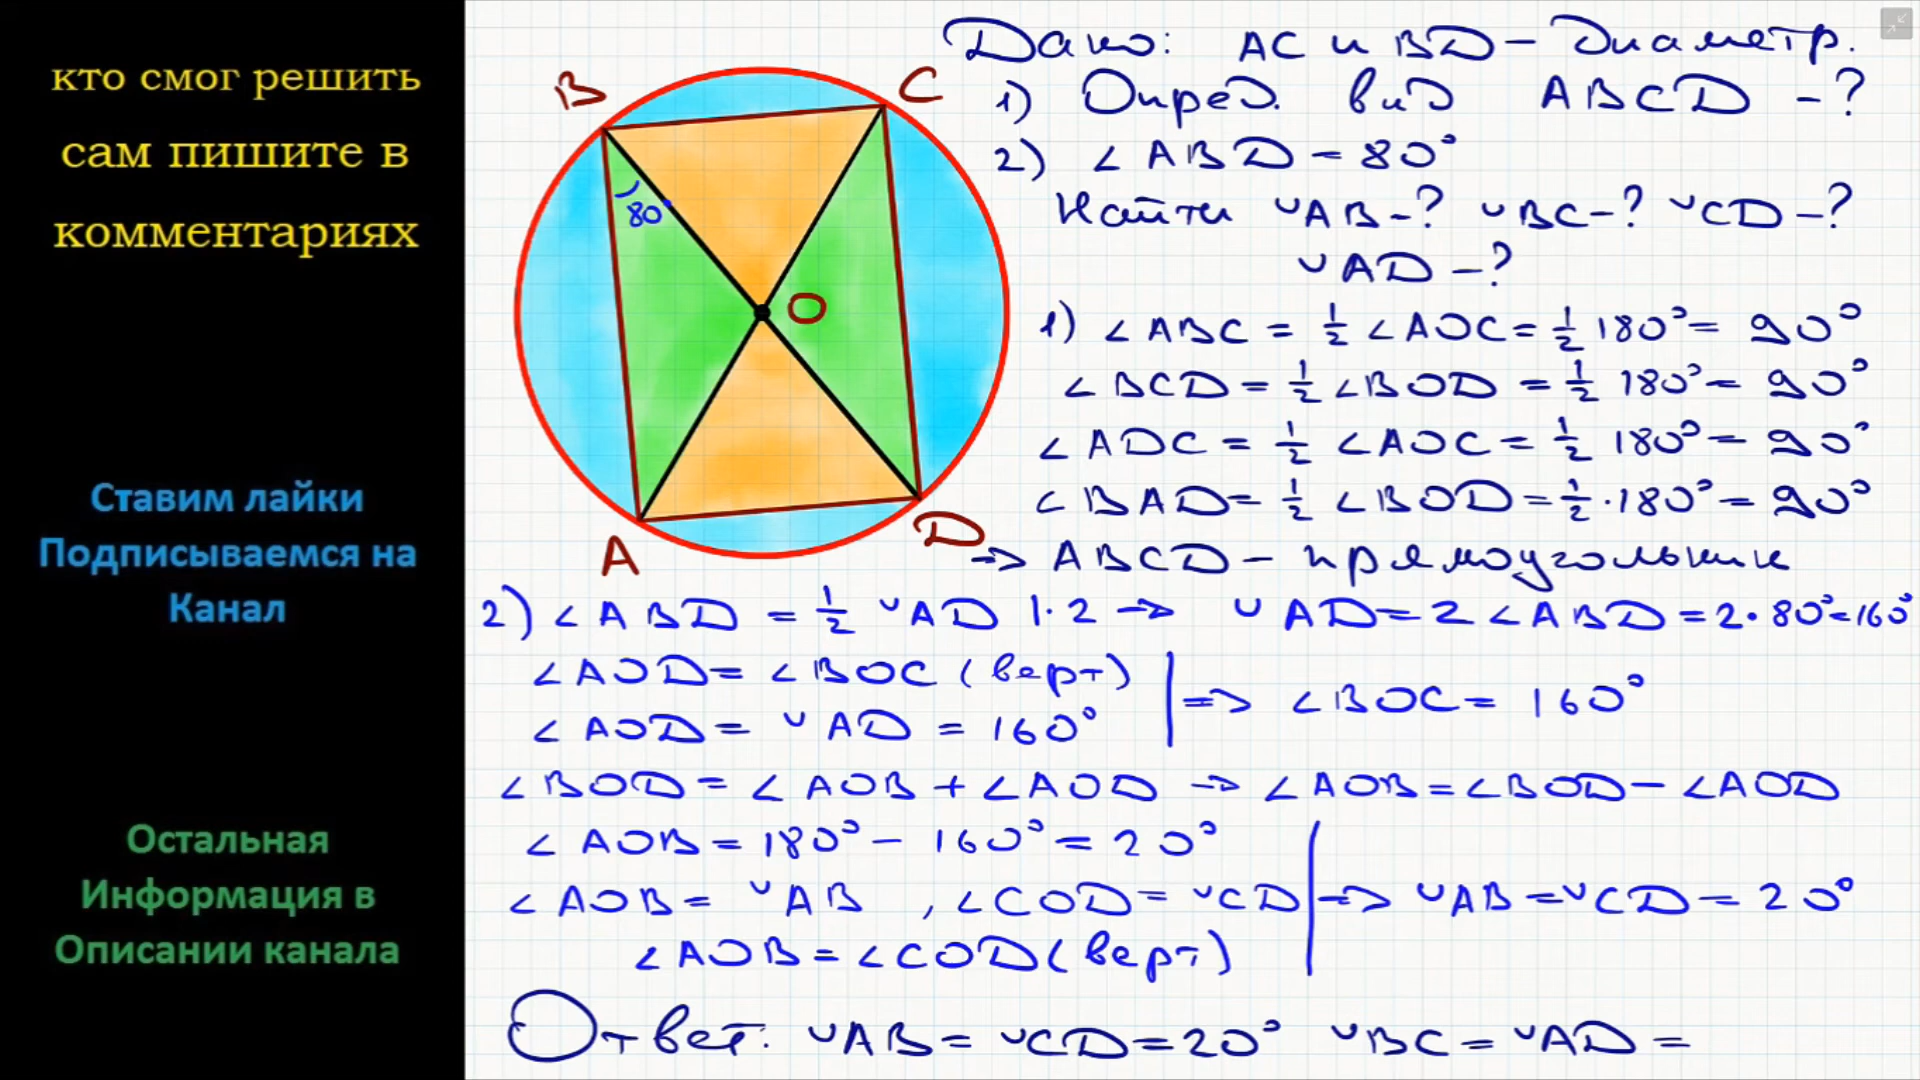 кто смог решить
сам пишите в
комментариях
Ставим лайки
Подписываемся на
Канал
Остальная
Информация в
Описании канала
B
C
80°
O
A
D
Дано: AC и BD – диаметр.
1) Опред. вид ABCD – ?
2) ∠ABD = 80°
Найти ◡AB–? ◡BC–? ◡CD–?
◡AD–?
1) ∠ABC = 1/2 ∠AOC = 1/2 180° = 90°
∠BCD = 1/2 ∠BOD = 1/2 180° = 90°
∠ADC = 1/2 ∠AOC = 1/2 180° = 90°
∠BAD = 1/2 ∠BOD = 1/2 · 180° = 90°
=> ABCD – прямоугольник
2) ∠ABD = 1/2 ◡AD |·2 => ◡AD = 2∠ABD = 2·80° = 160°
∠AOD = ∠BOC (верт)
∠AOD = ◡AD = 160°
| => ∠BOC = 160°
∠BOD = ∠AOB + ∠AOD => ∠AOB = ∠BOD – ∠AOD
∠AOB = 180° – 160° = 20°
∠AOB = ◡AB , ∠COD = ◡CD | => ◡AB = ◡CD = 20°
∠AOB = ∠COD (верт)
Ответ: ◡AB = ◡CD = 20° ◡BC = ◡AD =